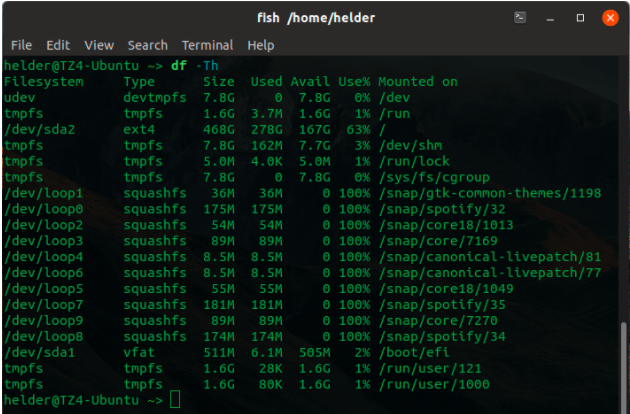 fish /home/helder
File Edit View Search Terminal Help
helder@TZ4-Ubuntu ~> df -Th
Filesystem     Type      Size  Used Avail Use% Mounted on
udev           devtmpfs  7.8G     0  7.8G   0% /dev
tmpfs          tmpfs     1.6G  3.7M  1.6G   1% /run
/dev/sda2      ext4      468G  278G  167G  63% /
tmpfs          tmpfs     7.8G  162M  7.7G   3% /dev/shm
tmpfs          tmpfs     5.0M  4.0K  5.0M   1% /run/lock
tmpfs          tmpfs     7.8G     0  7.8G   0% /sys/fs/cgroup
/dev/loop1     squashfs   36M   36M     0 100% /snap/gtk-common-themes/1198
/dev/loop0     squashfs  175M  175M     0 100% /snap/spotify/32
/dev/loop2     squashfs   54M   54M     0 100% /snap/core18/1013
/dev/loop3     squashfs   89M   89M     0 100% /snap/core/7169
/dev/loop4     squashfs  8.5M  8.5M     0 100% /snap/canonical-livepatch/81
/dev/loop6     squashfs  8.5M  8.5M     0 100% /snap/canonical-livepatch/77
/dev/loop5     squashfs   55M   55M     0 100% /snap/core18/1049
/dev/loop7     squashfs  181M  181M     0 100% /snap/spotify/35
/dev/loop9     squashfs   89M   89M     0 100% /snap/core/7270
/dev/loop8     squashfs  174M  174M     0 100% /snap/spotify/34
/dev/sda1      vfat      511M  6.1M  505M   2% /boot/efi
tmpfs          tmpfs     1.6G   28K  1.6G   1% /run/user/121
tmpfs          tmpfs     1.6G   80K  1.6G   1% /run/user/1000
helder@TZ4-Ubuntu ~>